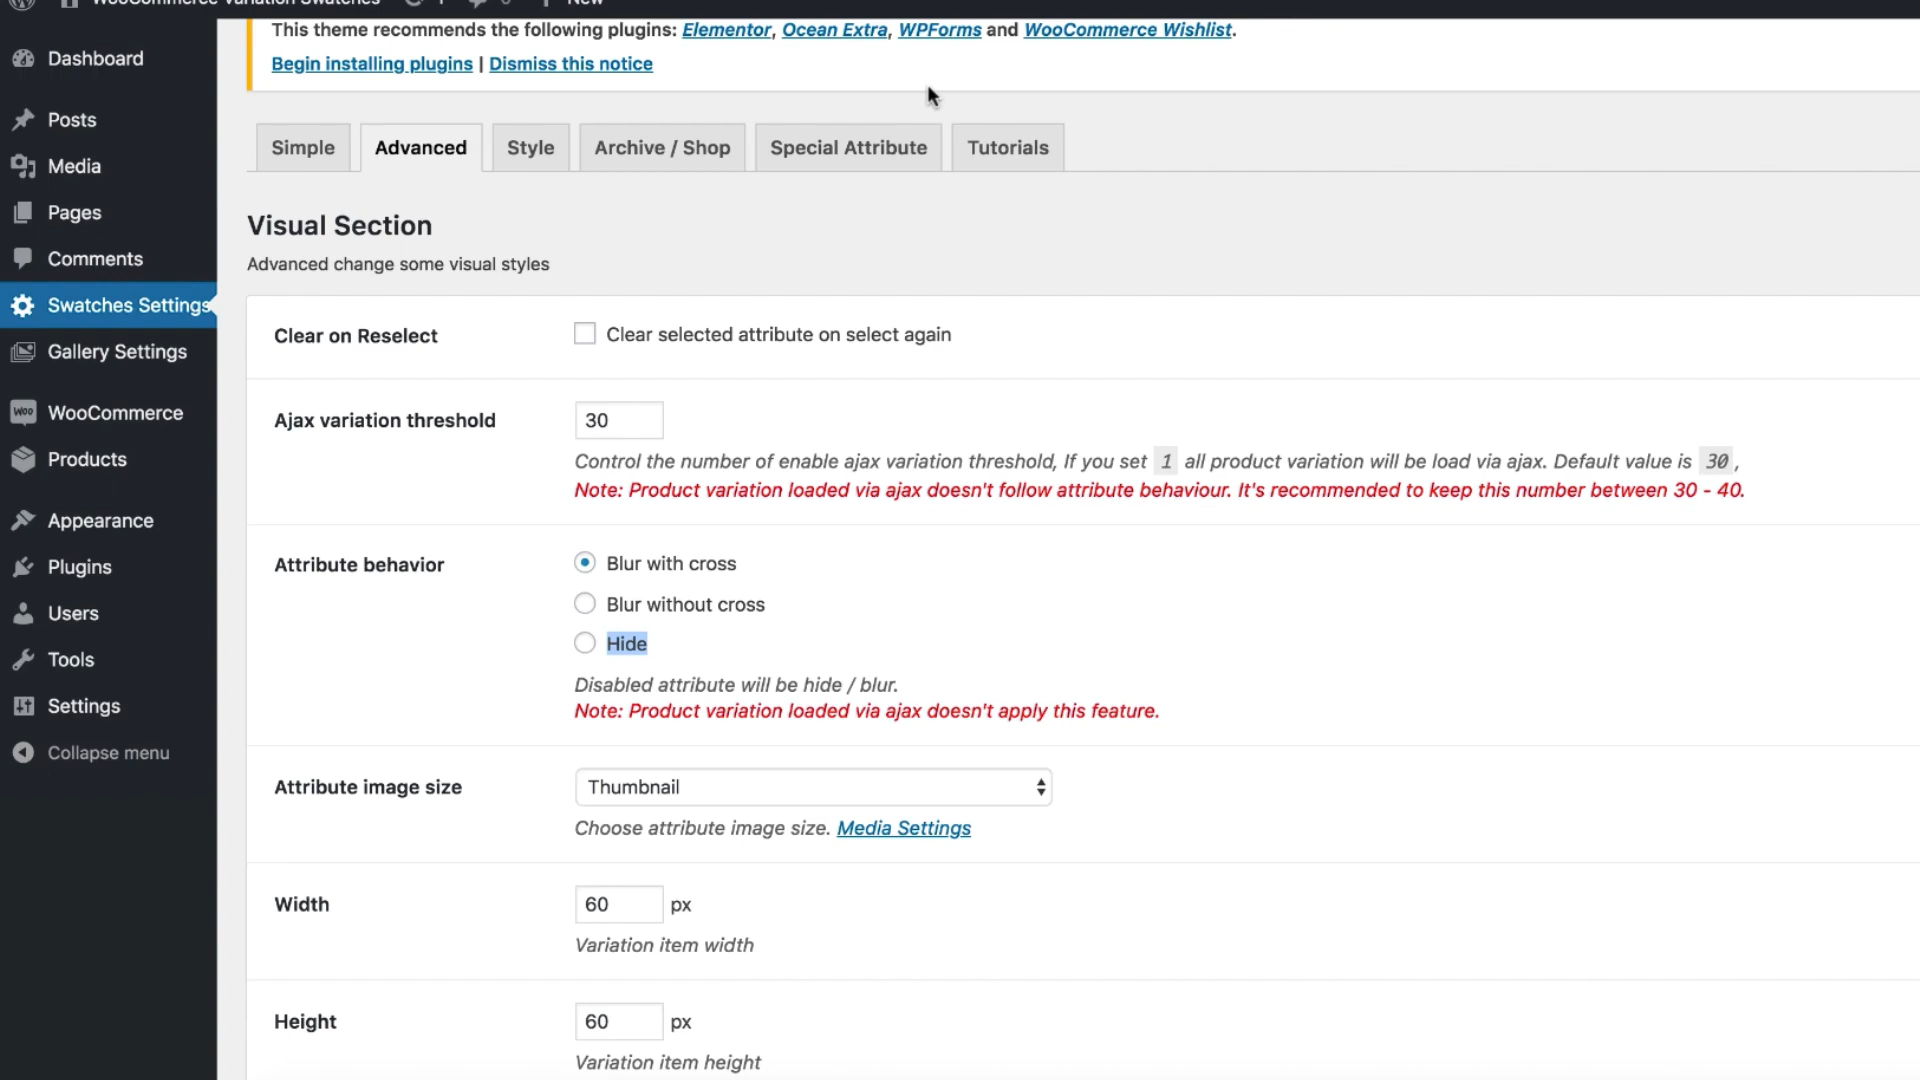 WooCommerce Variation Swatches New
This theme recommends the following plugins: Elementor, Ocean Extra, WPForms and WooCommerce Wishlist.
Begin installing plugins | Dismiss this notice
Dashboard
Posts
Media
Pages
Comments
Swatches Settings
Gallery Settings
WooCommerce
Products
Appearance
Plugins
Users
Tools
Settings
Collapse menu
Simple
Advanced
Style
Archive / Shop
Special Attribute
Tutorials
Visual Section
Advanced change some visual styles
Clear on Reselect
Clear selected attribute on select again
Ajax variation threshold
30
Control the number of enable ajax variation threshold, If you set 1 all product variation will be load via ajax. Default value is 30 ,
Note: Product variation loaded via ajax doesn't follow attribute behaviour. It's recommended to keep this number between 30 - 40.
Attribute behavior
Blur with cross
Blur without cross
Hide
Disabled attribute will be hide / blur.
Note: Product variation loaded via ajax doesn't apply this feature.
Attribute image size
Thumbnail
Choose attribute image size. Media Settings
Width
60 px
Variation item width
Height
60 px
Variation item height